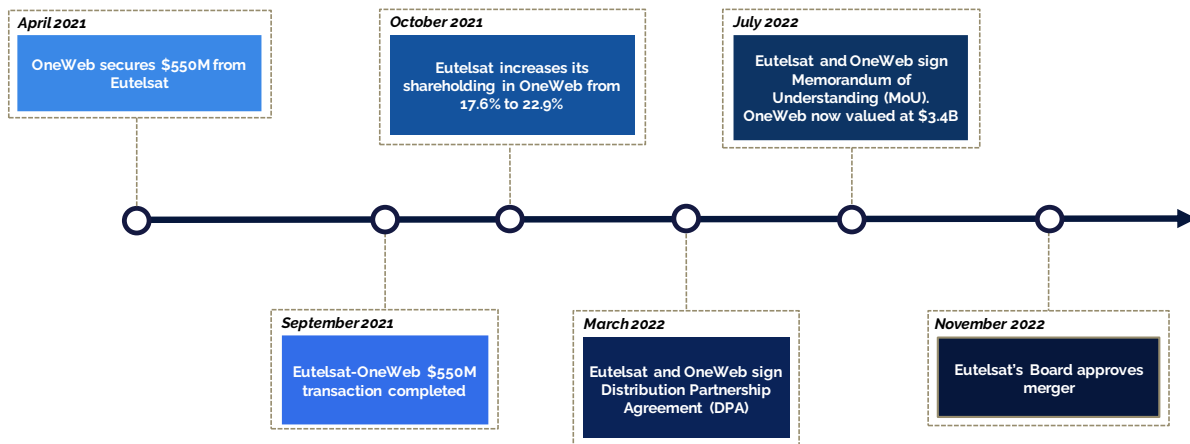 April 2021
OneWeb secures $550M from
Eutelsat
October 2021
Eutelsat increases its
shareholding in OneWeb from
17.6% to 22.9%
July 2022
Eutelsat and OneWeb sign
Memorandum of
Understanding (MoU).
OneWeb now valued at $3.4B
September 2021
Eutelsat-OneWeb $550M
transaction completed
March 2022
Eutelsat and OneWeb sign
Distribution Partnership
Agreement (DPA)
November 2022
Eutelsat's Board approves
merger